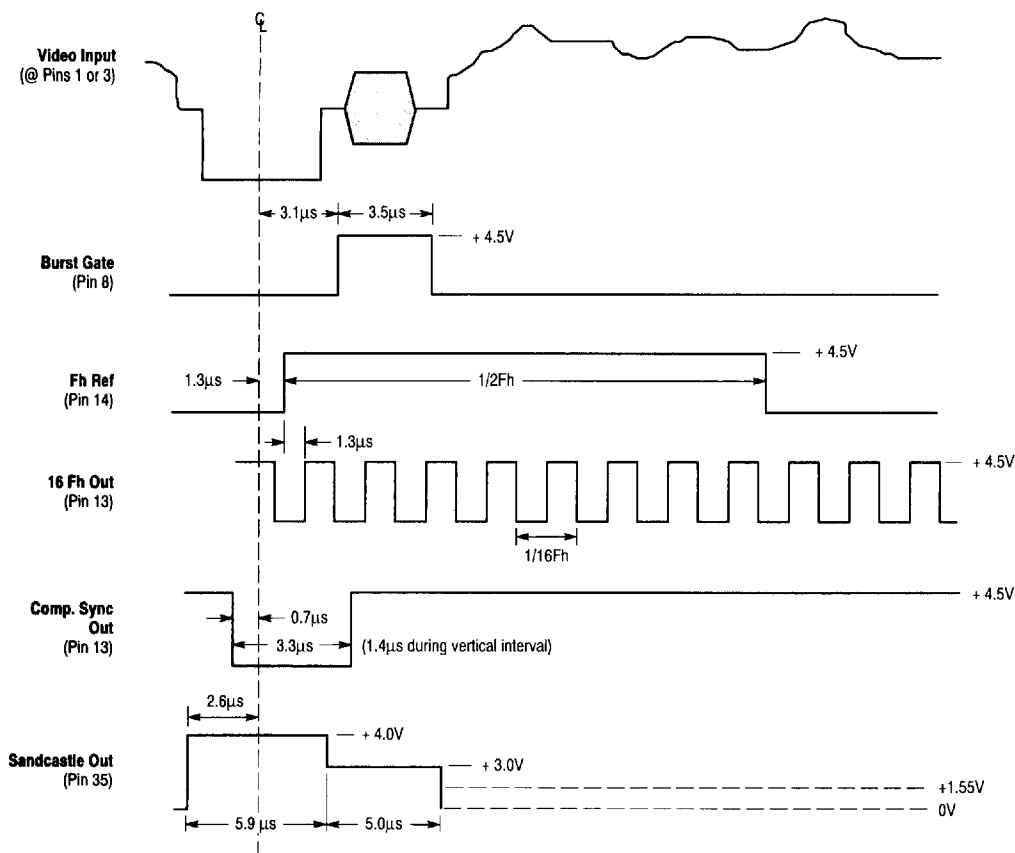 ℄
Video Input
(@ Pins 1 or 3)
3.1µs
3.5µs
+ 4.5V
Burst Gate
(Pin 8)
+ 4.5V
1.3µs
Fh Ref
(Pin 14)
1/2Fh
1.3µs
+ 4.5V
16 Fh Out
(Pin 13)
1/16Fh
+ 4.5V
Comp. Sync
Out
(Pin 13)
0.7µs
3.3µs
(1.4µs during vertical interval)
2.6µs
+ 4.0V
Sandcastle Out
(Pin 35)
+ 3.0V
+1.55V
0V
5.9 µs
5.0µs